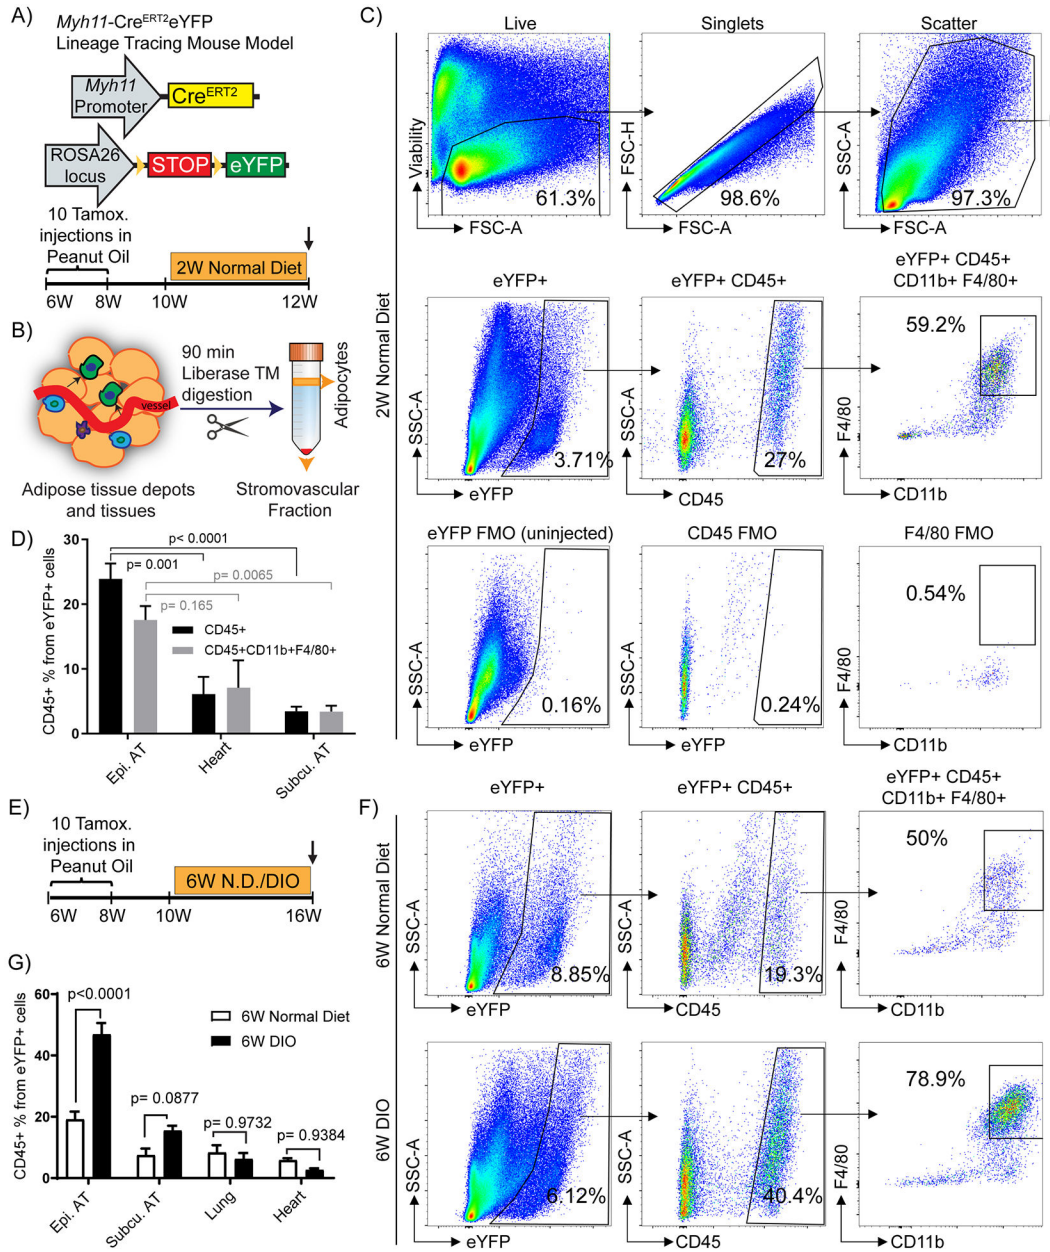 A)
Myh11-CreERT2eYFP
Lineage Tracing Mouse Model
Myh11
Promoter
CreERT2
ROSA26
locus
STOP
eYFP
10 Tamox.
injections in
Peanut Oil
2W Normal Diet
6W 8W 10W 12W
B)
90 min
Liberase TM
digestion
vessel
Adipocytes
Adipose tissue depots
and tissues
Stromovascular
Fraction
C)
Live
Singlets
Scatter
Viability
61.3%
FSC-A
FSC-H
98.6%
FSC-A
SSC-A
97.3%
FSC-A
2W Normal Diet
eYFP+
eYFP+ CD45+
eYFP+ CD45+
CD11b+ F4/80+
SSC-A
3.71%
eYFP
SSC-A
27%
CD45
F4/80
59.2%
CD11b
eYFP FMO (uninjected)
CD45 FMO
F4/80 FMO
SSC-A
0.16%
eYFP
SSC-A
0.24%
eYFP
F4/80
0.54%
CD11b
D)
CD45+ % from eYFP+ cells
30
20
10
0
p< 0.0001
p= 0.001
p= 0.0065
p= 0.165
CD45+
CD45+CD11b+F4/80+
Epi. AT
Heart
Subcu. AT
E)
10 Tamox.
injections in
Peanut Oil
6W N.D./DIO
6W 8W 10W 16W
F)
eYFP+
eYFP+ CD45+
eYFP+ CD45+
CD11b+ F4/80+
6W Normal Diet
SSC-A
8.85%
eYFP
SSC-A
19.3%
CD45
F4/80
50%
CD11b
6W DIO
SSC-A
6.12%
eYFP
SSC-A
40.4%
CD45
F4/80
78.9%
CD11b
G)
CD45+ % from eYFP+ cells
60
40
20
0
p<0.0001
6W Normal Diet
6W DIO
p= 0.0877
p= 0.9732
p= 0.9384
Epi. AT
Subcu. AT
Lung
Heart